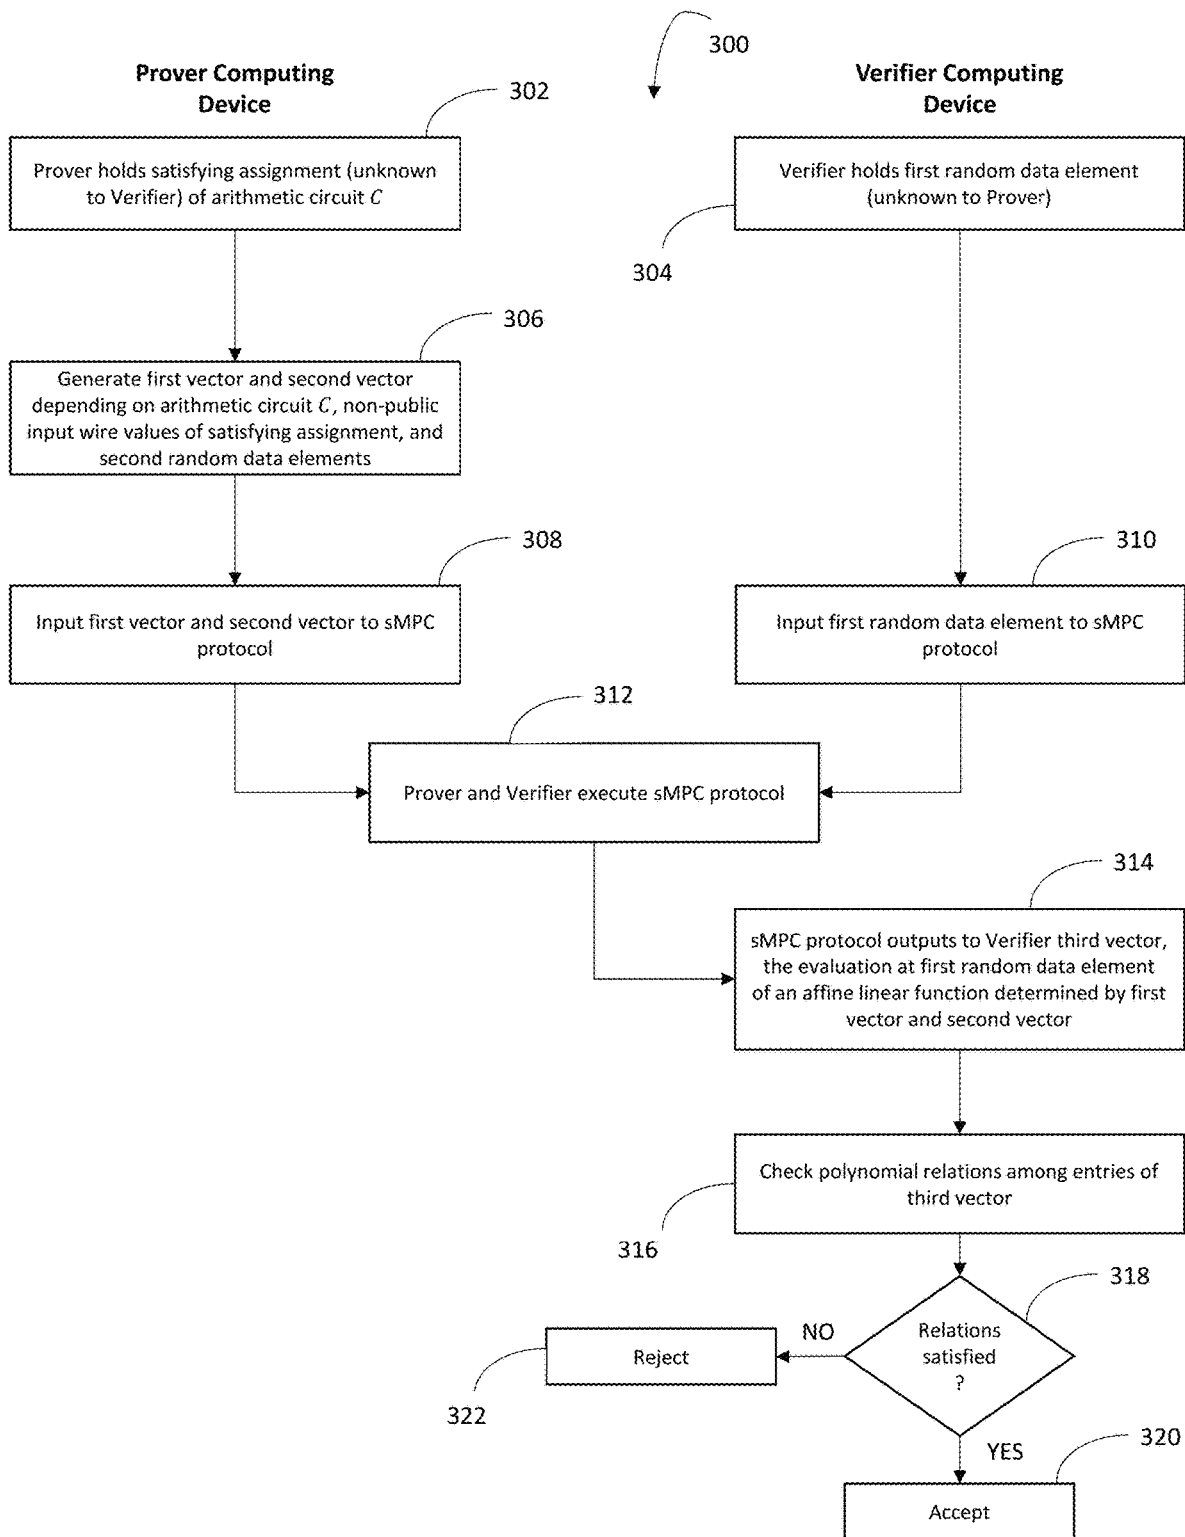 300
Prover Computing
Device
Verifier Computing
Device
302
Prover holds satisfying assignment (unknown
to Verifier) of arithmetic circuit C
Verifier holds first random data element
(unknown to Prover)
304
306
Generate first vector and second vector
depending on arithmetic circuit C, non-public
input wire values of satisfying assignment, and
second random data elements
308
310
Input first vector and second vector to sMPC
protocol
Input first random data element to sMPC
protocol
312
Prover and Verifier execute sMPC protocol
314
sMPC protocol outputs to Verifier third vector,
the evaluation at first random data element
of an affine linear function determined by first
vector and second vector
Check polynomial relations among entries of
third vector
316
318
Relations
satisfied
?
NO
Reject
322
YES
320
Accept